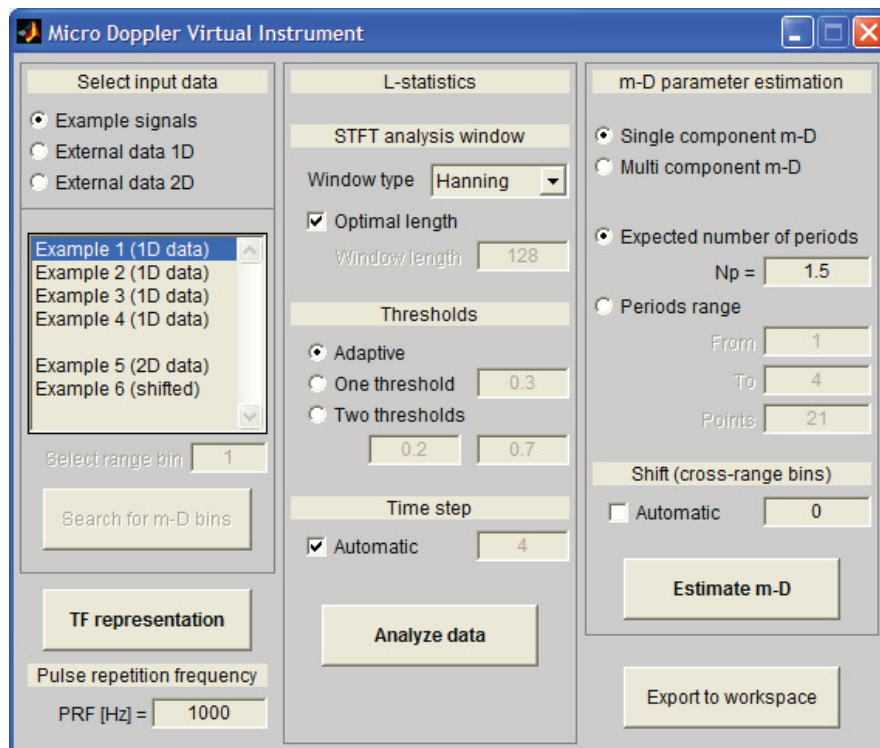 Micro Doppler Virtual Instrument
Select input data
Example signals
External data 1D
External data 2D
Example 1 (1D data)
Example 2 (1D data)
Example 3 (1D data)
Example 4 (1D data)
Example 5 (2D data)
Example 6 (shifted)
Select range bin 1
Search for m-D bins
TF representation
Pulse repetition frequency
PRF [Hz] = 1000
L-statistics
STFT analysis window
Window type Hanning
Optimal length
Window length 128
Thresholds
Adaptive
One threshold 0.3
Two thresholds
0.2 0.7
Time step
Automatic 4
Analyze data
m-D parameter estimation
Single component m-D
Multi component m-D
Expected number of periods
Np = 1.5
Periods range
From 1
To 4
Points 21
Shift (cross-range bins)
Automatic 0
Estimate m-D
Export to workspace